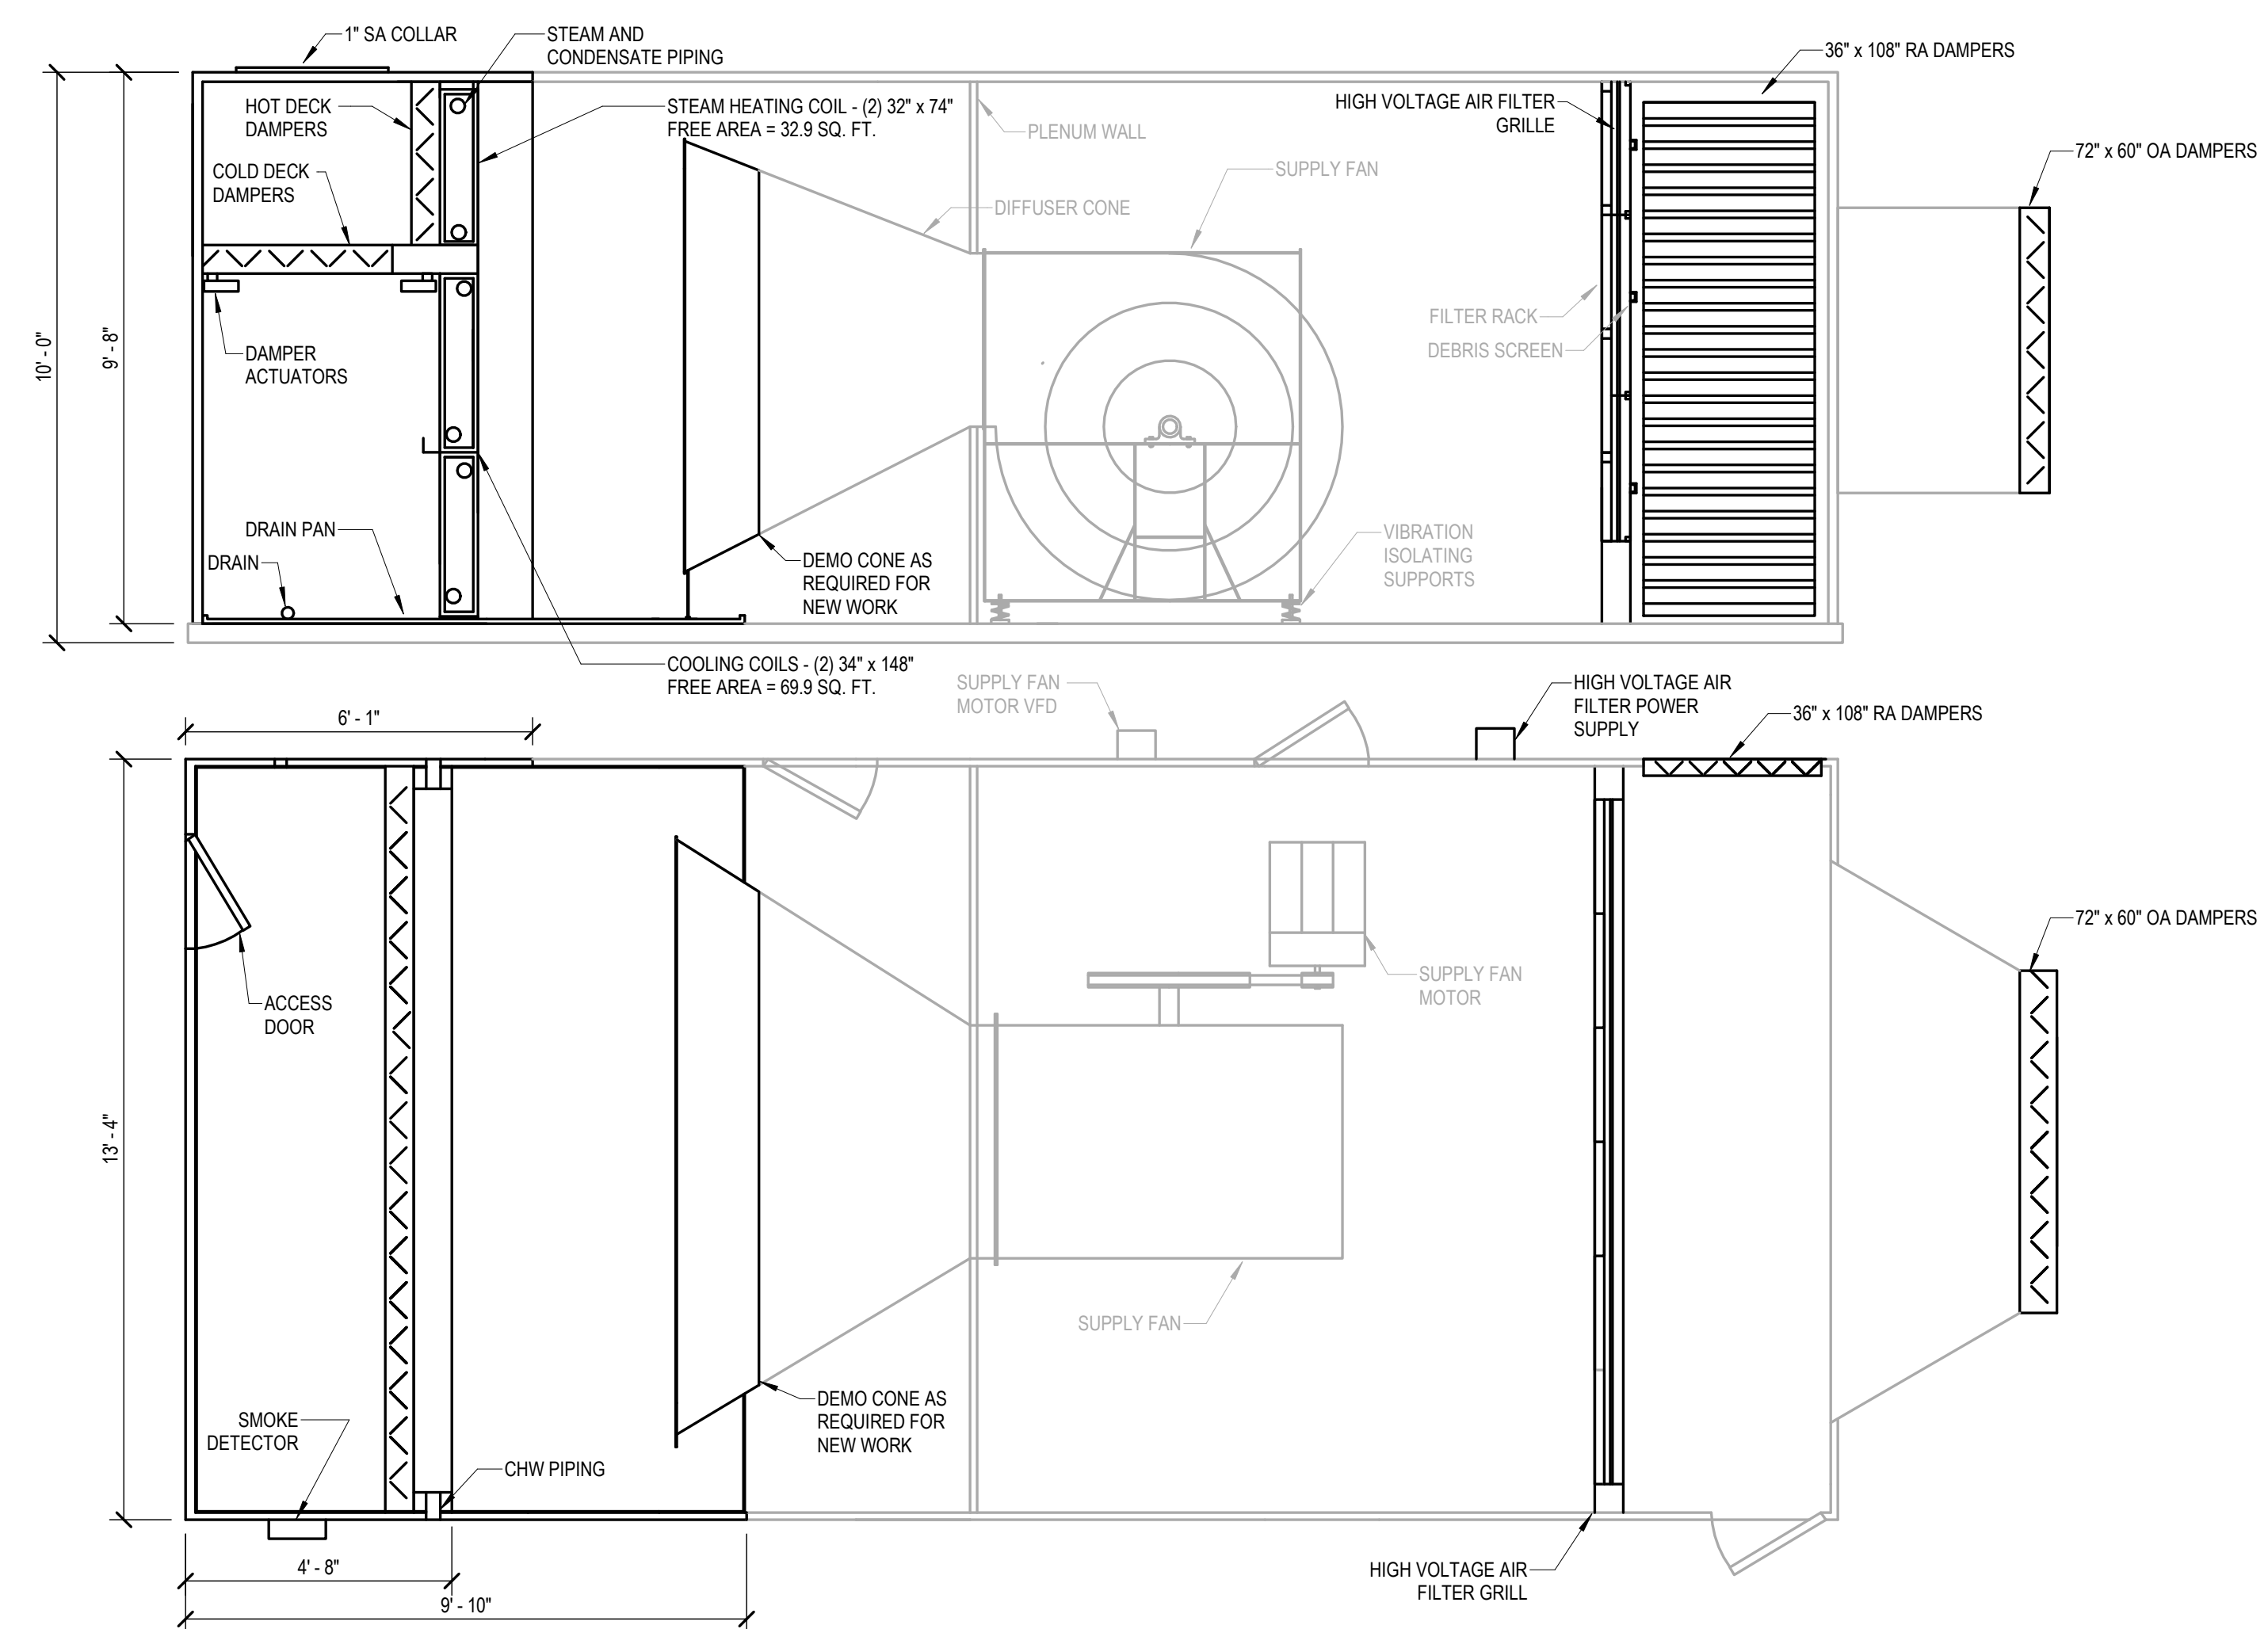 1" SA COLLAR
STEAM AND
CONDENSATE PIPING
36" x 108" RA DAMPERS
HOT DECK
DAMPERS
STEAM HEATING COIL - (2) 32" x 74"
FREE AREA = 32.9 SQ. FT.
HIGH VOLTAGE AIR FILTER
GRILLE
PLENUM WALL
72" x 60" OA DAMPERS
COLD DECK
DAMPERS
SUPPLY FAN
DIFFUSER CONE
10' - 0"
9' - 8"
FILTER RACK
DEBRIS SCREEN
DAMPER
ACTUATORS
DRAIN PAN
DRAIN
DEMO CONE AS
REQUIRED FOR
NEW WORK
VIBRATION
ISOLATING
SUPPORTS
COOLING COILS - (2) 34" x 148"
FREE AREA = 69.9 SQ. FT.
SUPPLY FAN
MOTOR VFD
HIGH VOLTAGE AIR
FILTER POWER
SUPPLY
36" x 108" RA DAMPERS
6' - 1"
72" x 60" OA DAMPERS
SUPPLY FAN
MOTOR
ACCESS
DOOR
13' - 4"
SUPPLY FAN
DEMO CONE AS
REQUIRED FOR
NEW WORK
SMOKE
DETECTOR
CHW PIPING
4' - 8"
9' - 10"
HIGH VOLTAGE AIR
FILTER GRILL